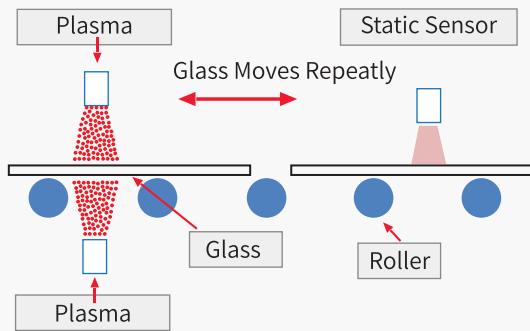 Plasma
Static Sensor
Glass Moves Repeatly
Glass
Roller
Plasma